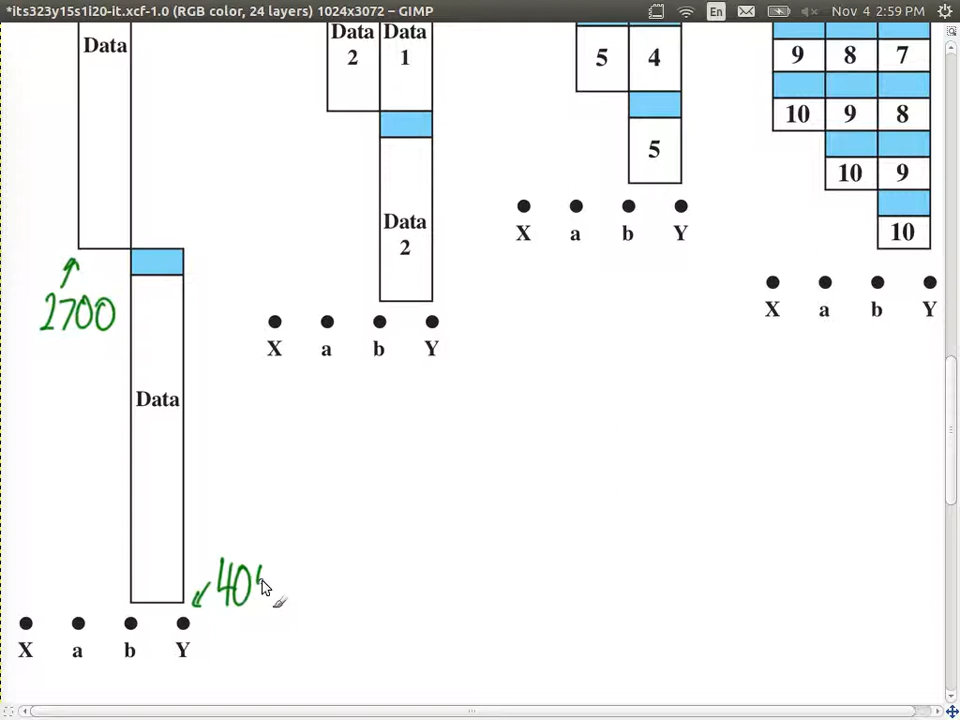 *its323y15s1l20-it.xcf-1.0 (RGB color, 24 layers) 1024x3072 – GIMP
En
Nov 4 2:59 PM
Data
2700
Data
X a b Y
Data 2
Data 1
Data 2
X a b Y
5 4
5
X a b Y
9 8 7
10 9 8
10 9
10
X a b Y